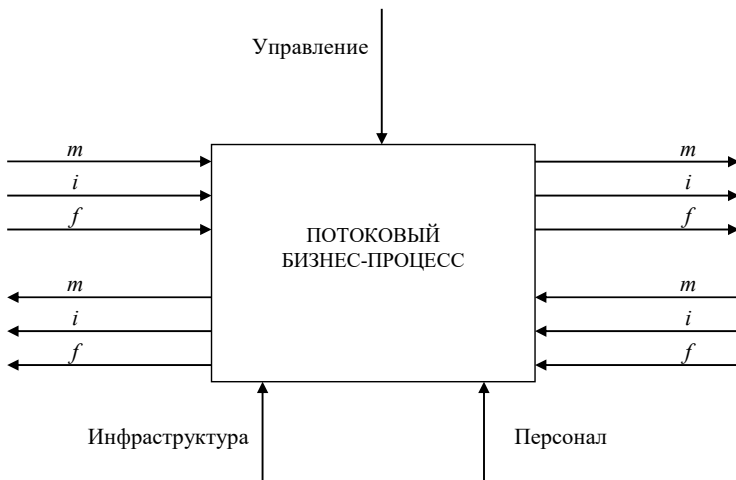 Управление
m m
i i
f f
ПОТОКОВЫЙ
БИЗНЕС-ПРОЦЕСС
m m
i i
f f
Инфраструктура Персонал